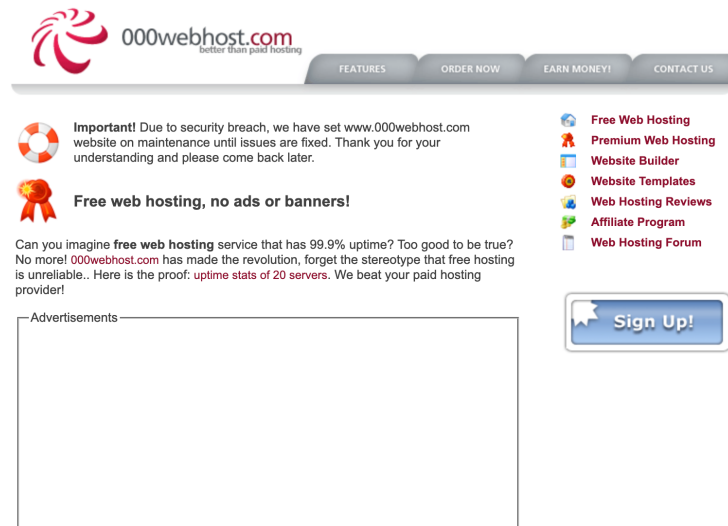 000webhost.com
better than paid hosting
FEATURES
ORDER NOW
EARN MONEY!
CONTACT US
Important! Due to security breach, we have set www.000webhost.com
website on maintenance until issues are fixed. Thank you for your
understanding and please come back later.
Free web hosting, no ads or banners!
Can you imagine free web hosting service that has 99.9% uptime? Too good to be true?
No more! 000webhost.com has made the revolution, forget the stereotype that free hosting
is unreliable.. Here is the proof: uptime stats of 20 servers. We beat your paid hosting
provider!
Advertisements
Free Web Hosting
Premium Web Hosting
Website Builder
Website Templates
Web Hosting Reviews
Affiliate Program
Web Hosting Forum
Sign Up!